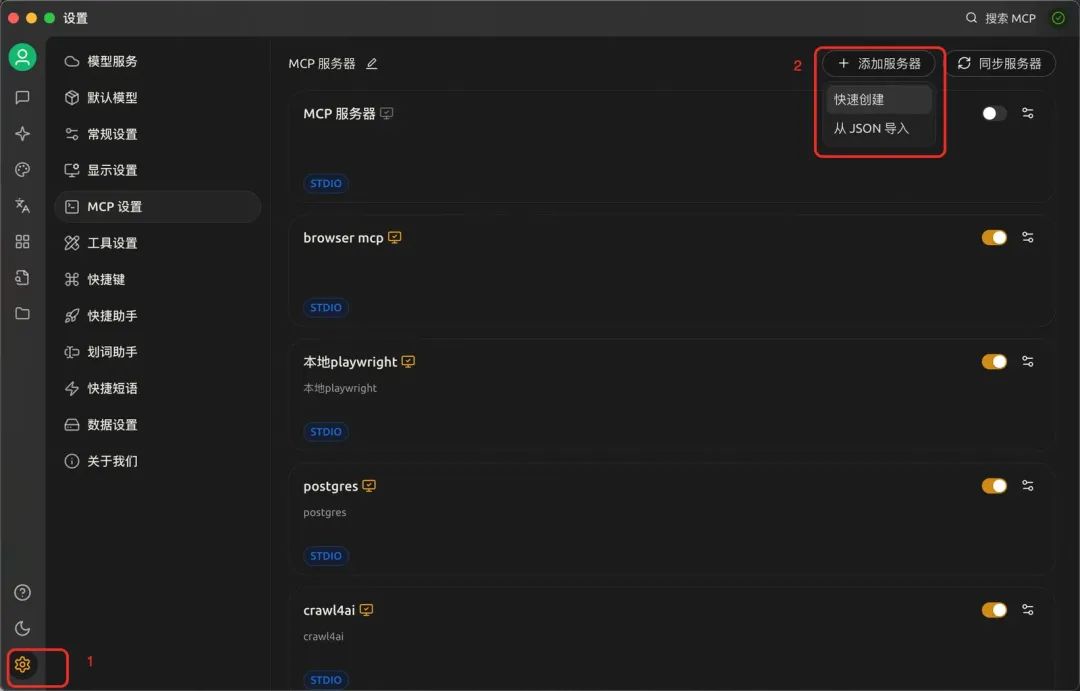 设置
搜索 MCP
模型服务
默认模型
常规设置
显示设置
MCP 设置
工具设置
快捷键
快捷助手
划词助手
快捷短语
数据设置
关于我们
1
MCP 服务器
2
添加服务器
同步服务器
快速创建
从 JSON 导入
MCP 服务器
STDIO
browser mcp
STDIO
本地playwright
本地playwright
STDIO
postgres
postgres
STDIO
crawl4ai
crawl4ai
STDIO